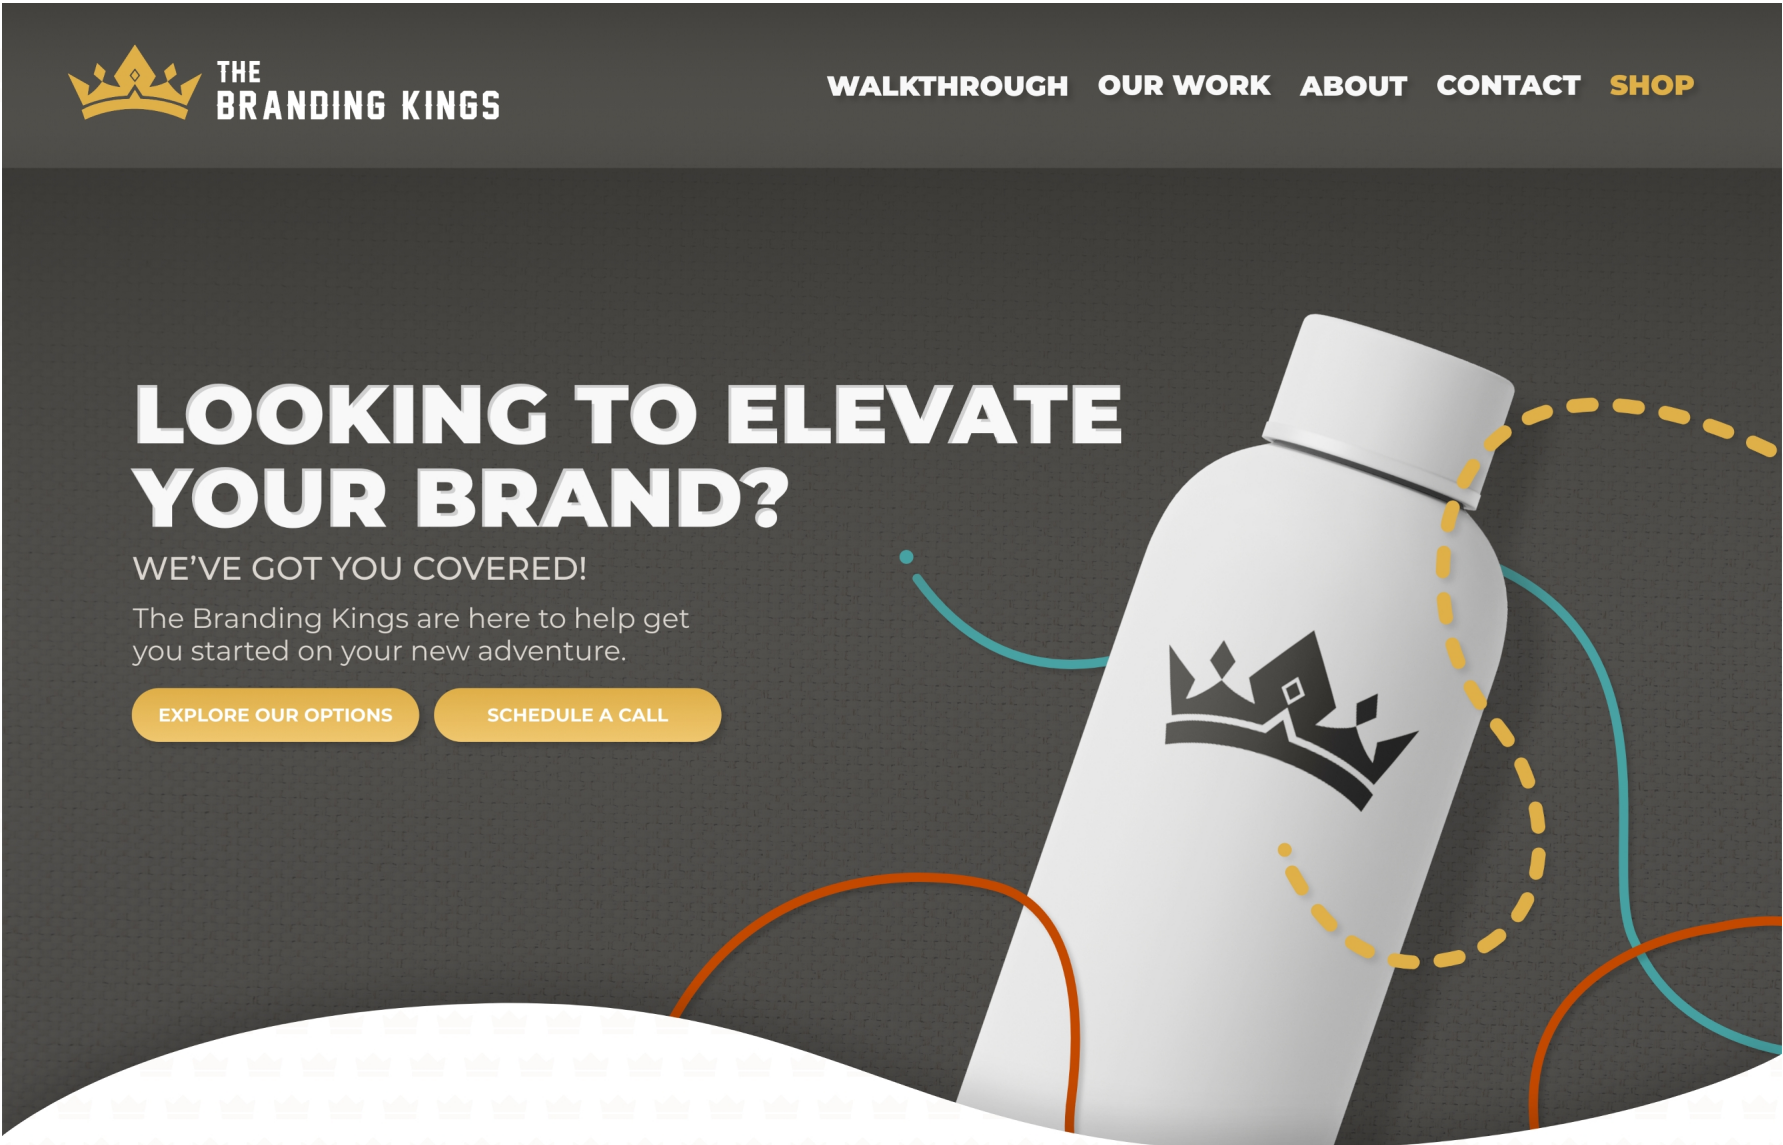 THE
BRANDING KINGS
WALKTHROUGH OUR WORK ABOUT CONTACT SHOP
LOOKING TO ELEVATE
YOUR BRAND?
WE’VE GOT YOU COVERED!
The Branding Kings are here to help get
you started on your new adventure.
EXPLORE OUR OPTIONS SCHEDULE A CALL